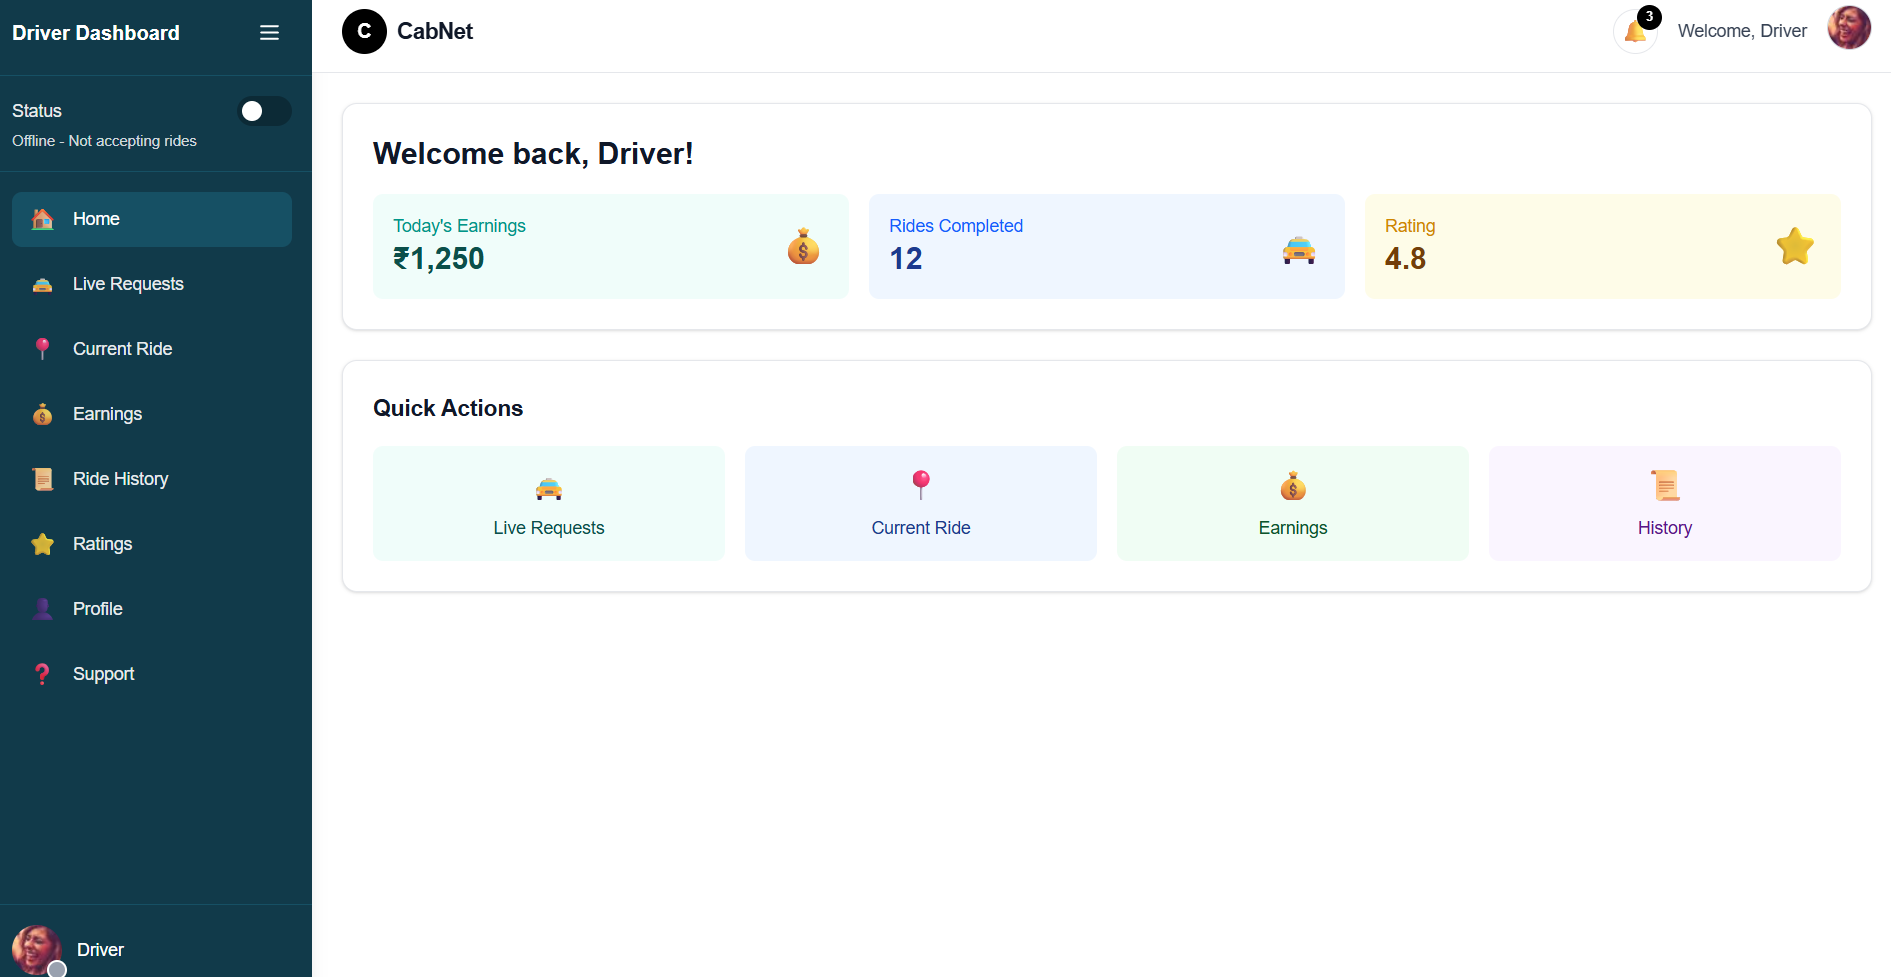 Driver Dashboard
Status
Offline - Not accepting rides
Home
Live Requests
Current Ride
Earnings
Ride History
Ratings
Profile
Support
Driver
C CabNet
3
Welcome, Driver
Welcome back, Driver!
Today's Earnings
₹1,250
Rides Completed
12
Rating
4.8
Quick Actions
Live Requests
Current Ride
Earnings
History